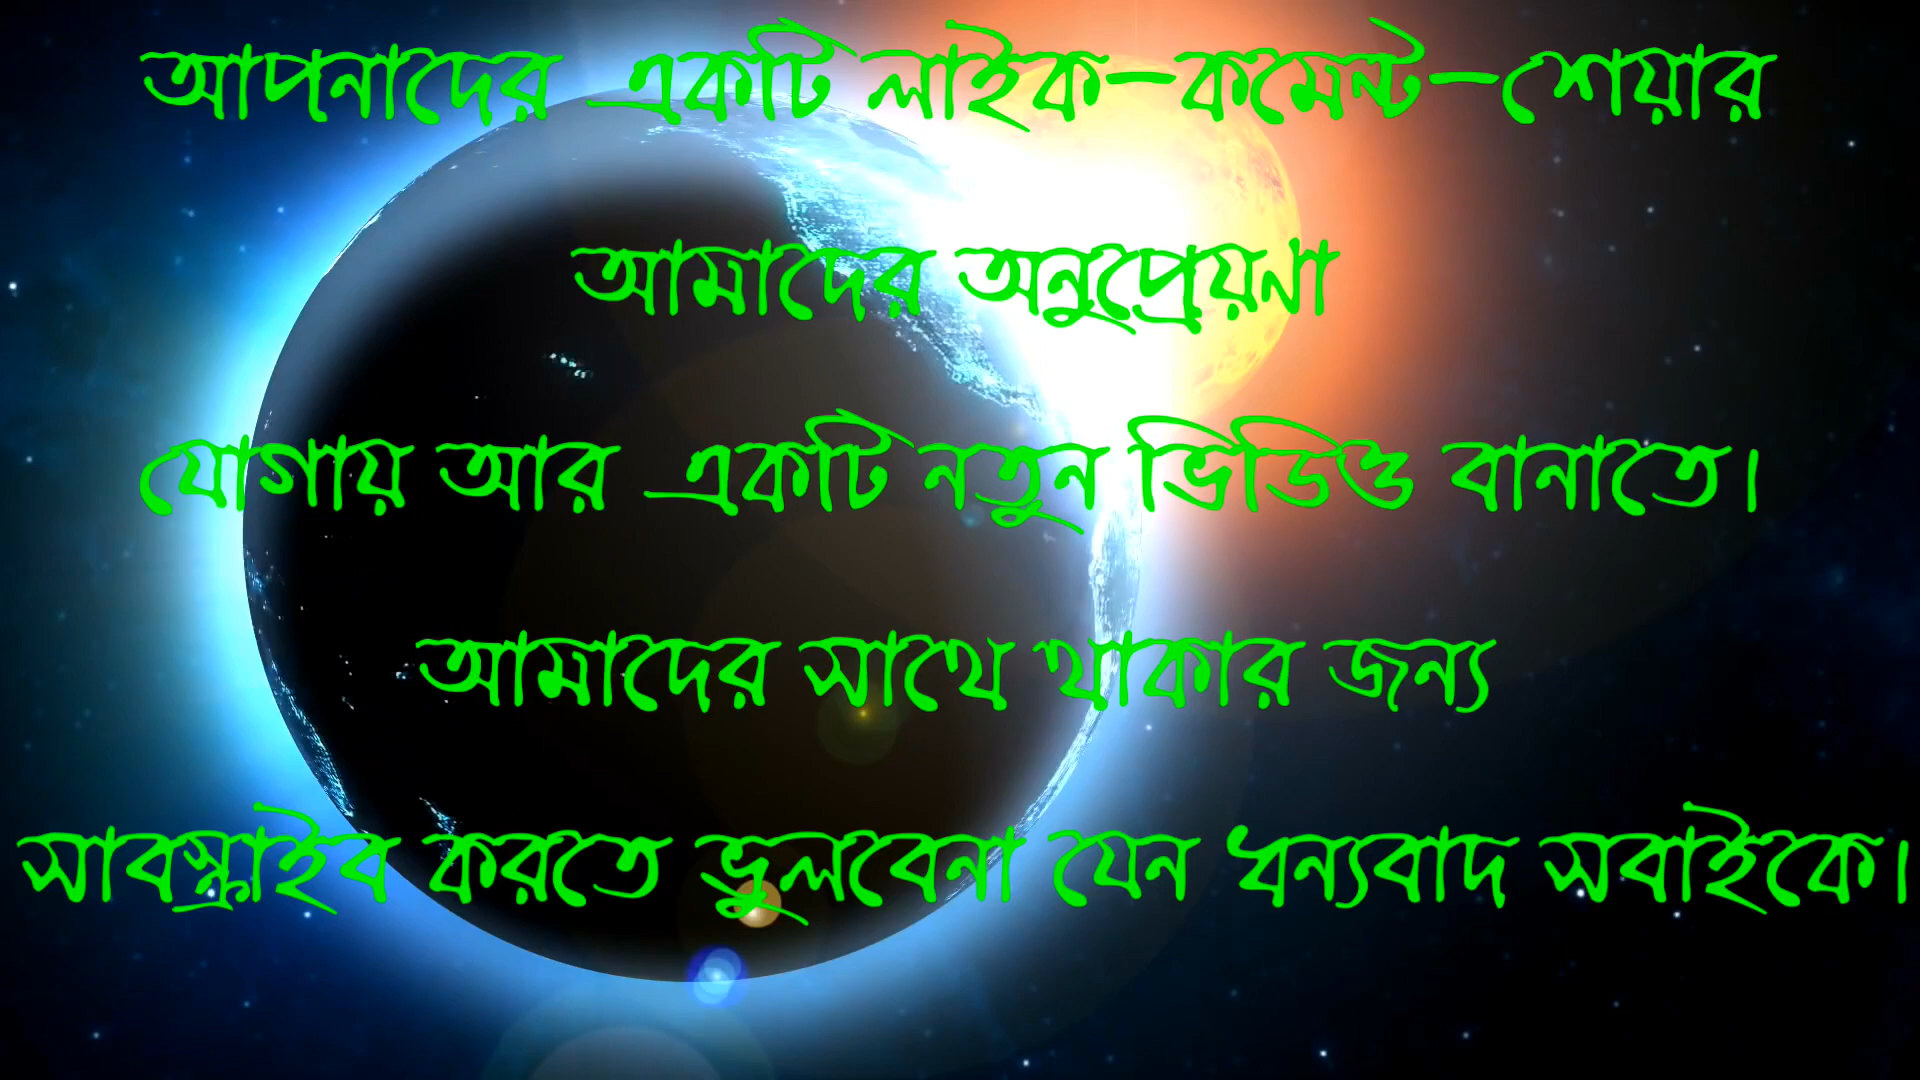 আপনাদের একটি লাইক-কমেন্ট-শেয়ার
আমাদের অনুপ্রেয়ণা
যোগায় আর একটি নতুন ভিডিও বানাতে।
আমাদের সাথে থাকার জন্য
সাবস্ক্রাইব করতে ভুলবেনা যেন ধন্যবাদ সবাইকে।